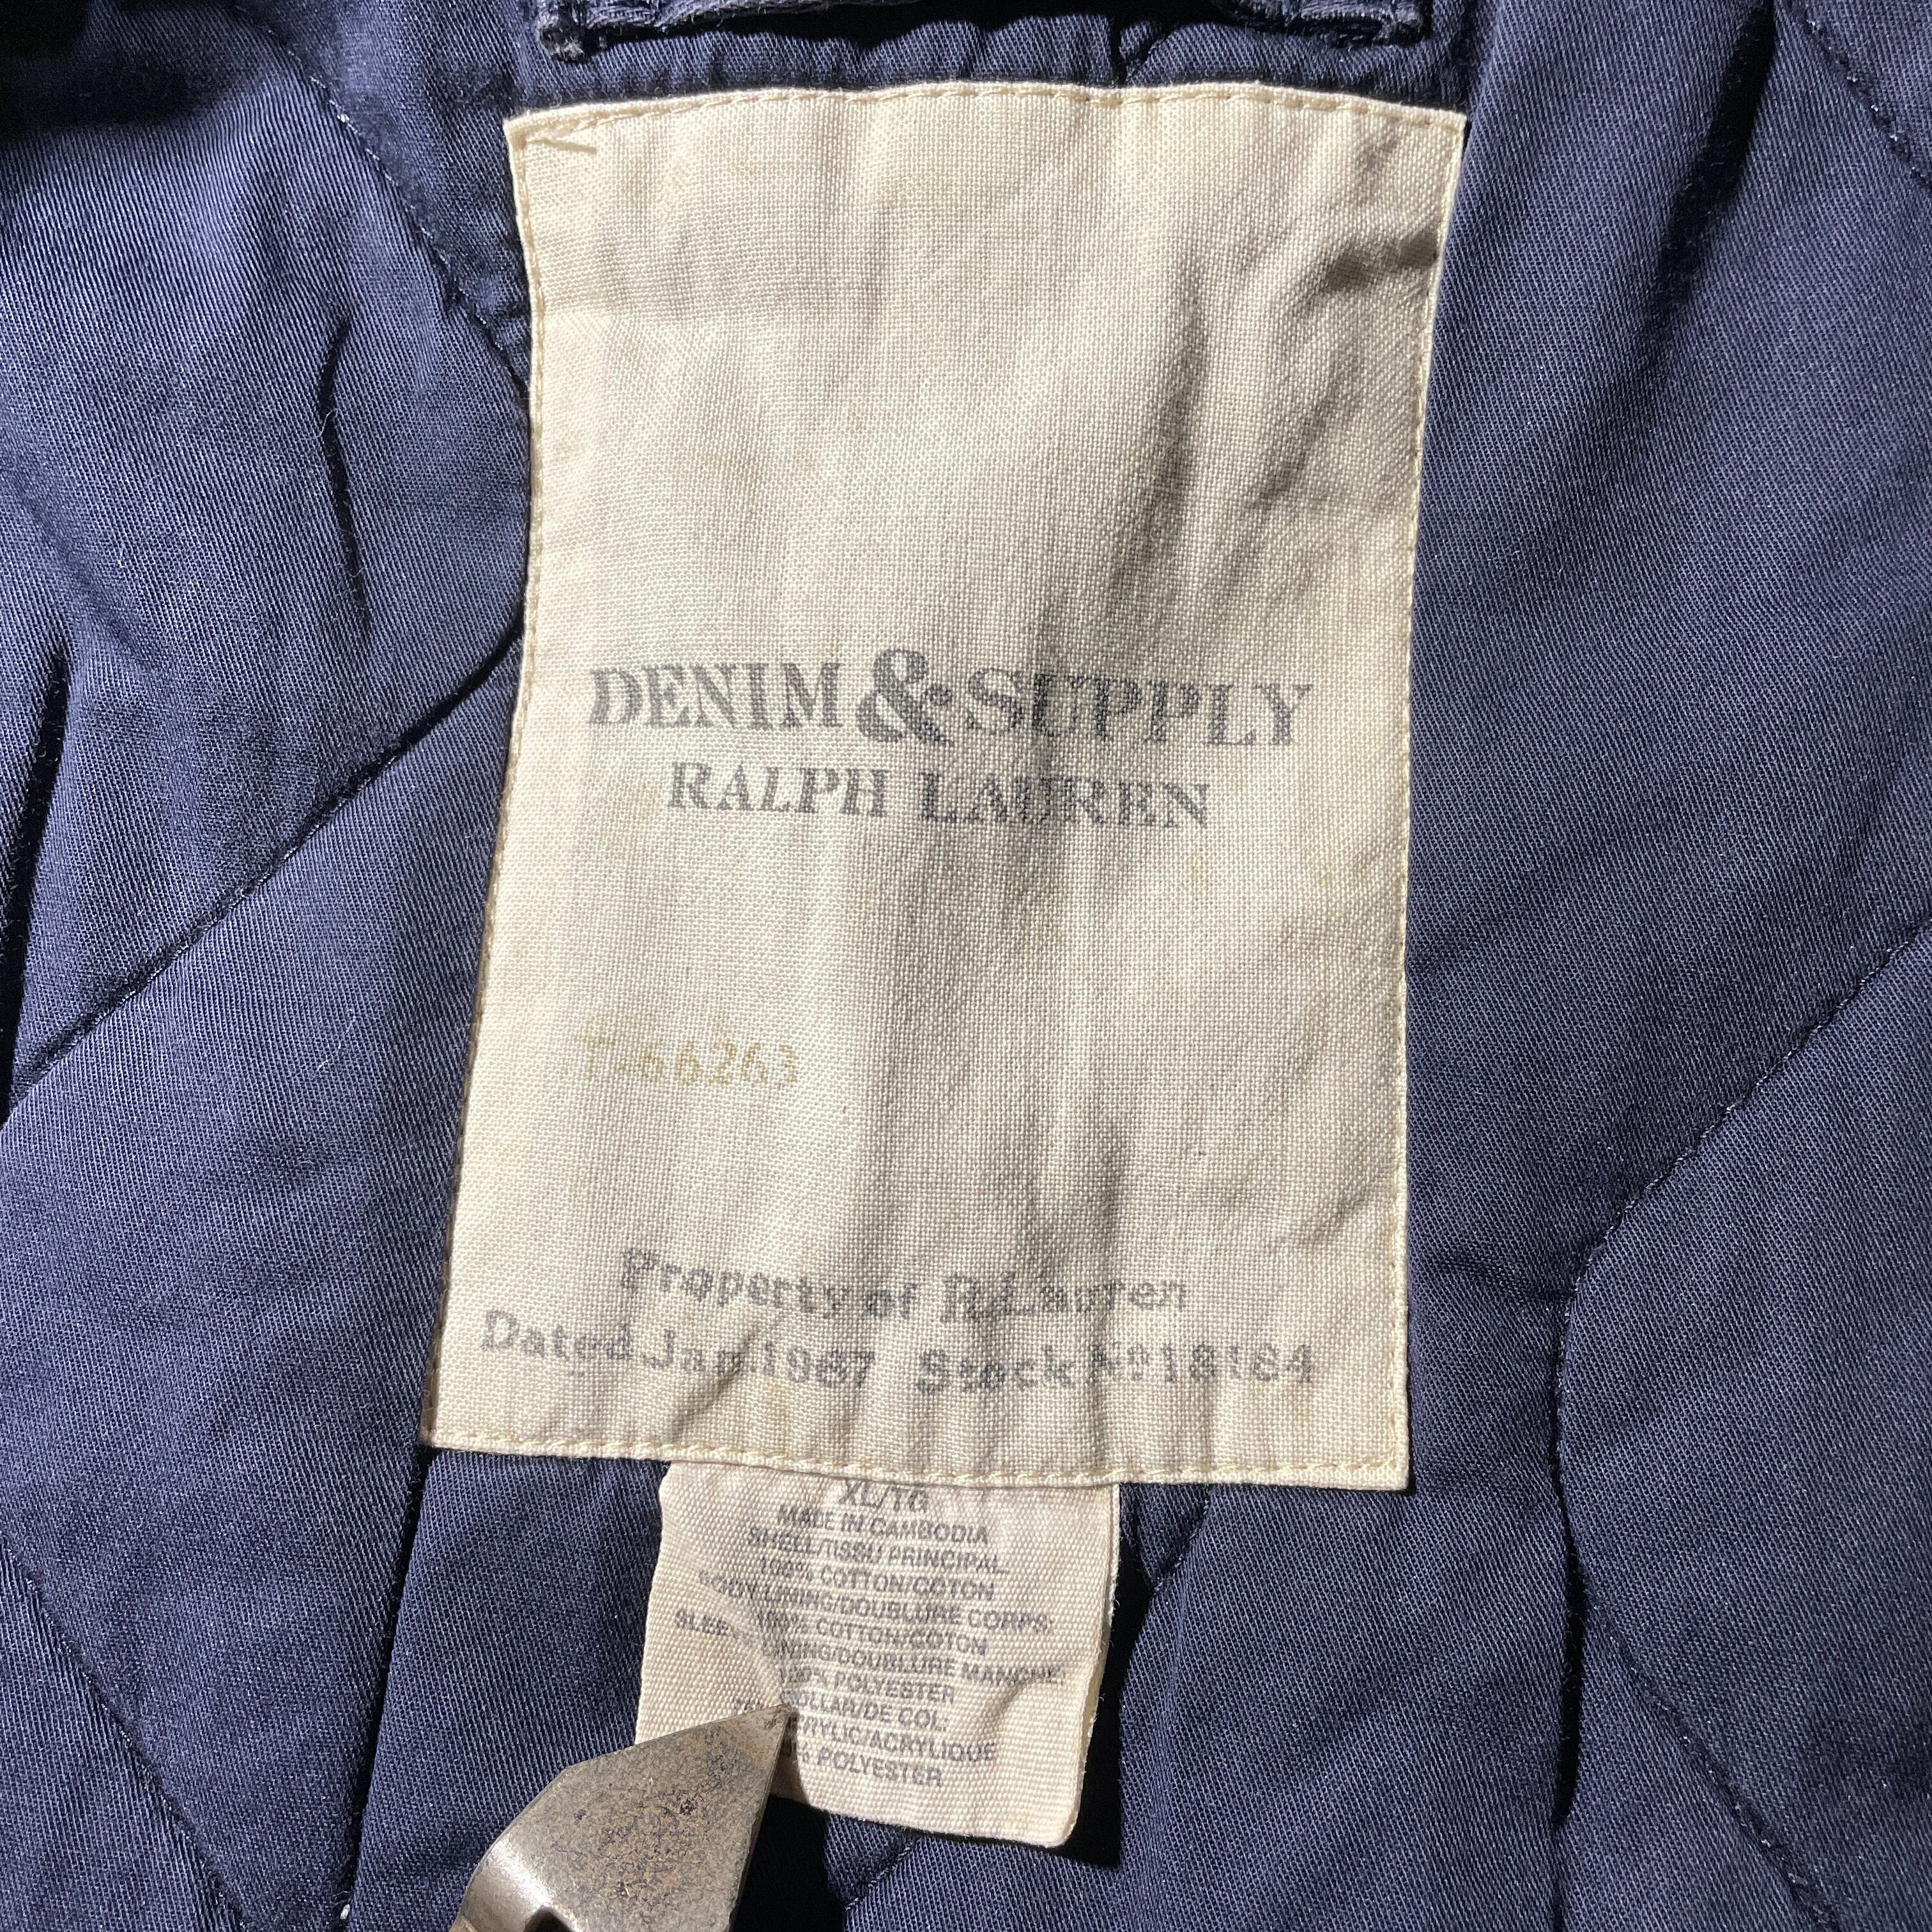 DENIM & SUPPLY
RALPH LAUREN
T-66263
Property of R. Lauren
Dated Jan. 1967 Stock No 18184
XL/TG
MADE IN CAMBODIA
SHELL/TISSU PRINCIPAL
100% COTTON/COTON
BODY LINING/DOUBLURE CORPS:
100% COTTON/COTON
LINING/DOUBLURE MANCHE:
POLYESTER
COLLAR/DE COL:
ACRYLIC/ACRYLIQUE
POLYESTER